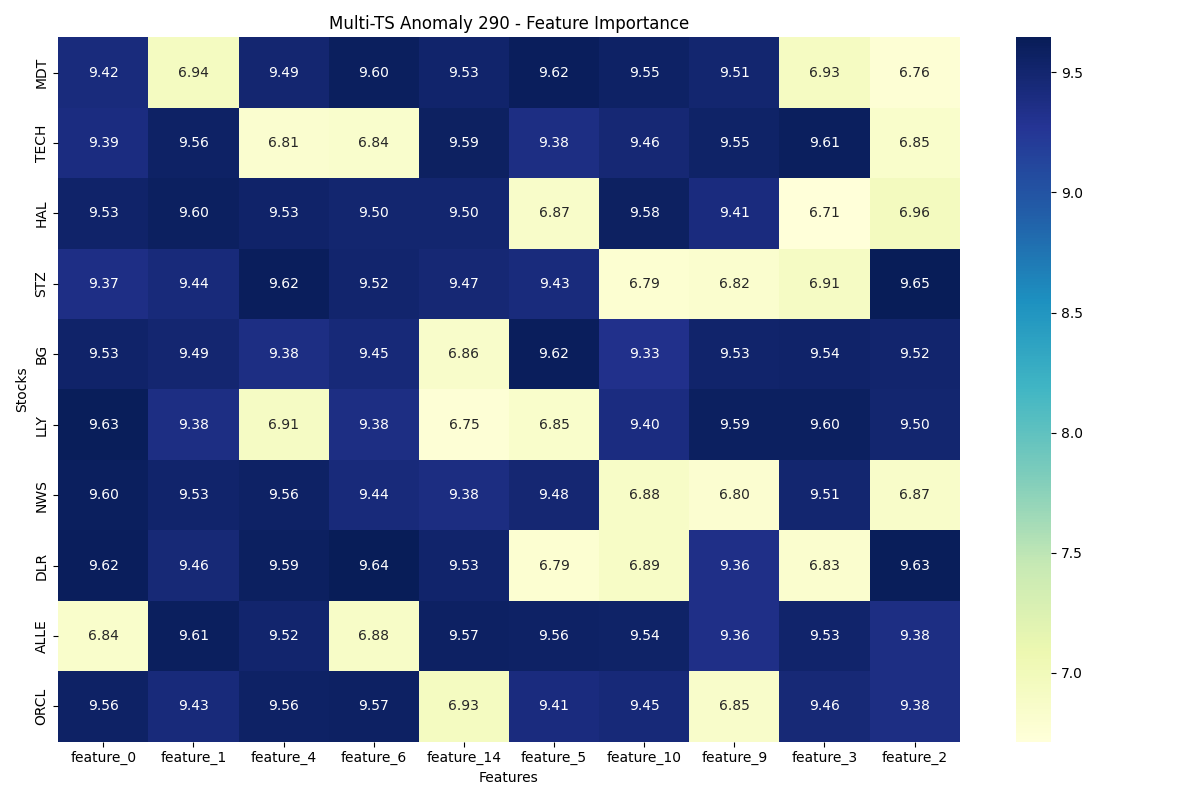 Multi-TS Anomaly 290 - Feature Importance
MDT 9.42 6.94 9.49 9.60 9.53 9.62 9.55 9.51 6.93 6.76
TECH 9.39 9.56 6.81 6.84 9.59 9.38 9.46 9.55 9.61 6.85
HAL 9.53 9.60 9.53 9.50 9.50 6.87 9.58 9.41 6.71 6.96
STZ 9.37 9.44 9.62 9.52 9.47 9.43 6.79 6.82 6.91 9.65
BG 9.53 9.49 9.38 9.45 6.86 9.62 9.33 9.53 9.54 9.52
LLY 9.63 9.38 6.91 9.38 6.75 6.85 9.40 9.59 9.60 9.50
NWS 9.60 9.53 9.56 9.44 9.38 9.48 6.88 6.80 9.51 6.87
DLR 9.62 9.46 9.59 9.64 9.53 6.79 6.89 9.36 6.83 9.63
ALLE 6.84 9.61 9.52 6.88 9.57 9.56 9.54 9.36 9.53 9.38
ORCL 9.56 9.43 9.56 9.57 6.93 9.41 9.45 6.85 9.46 9.38
feature_0 feature_1 feature_4 feature_6 feature_14 feature_5 feature_10 feature_9 feature_3 feature_2
Features
Stocks
9.5
9.0
8.5
8.0
7.5
7.0